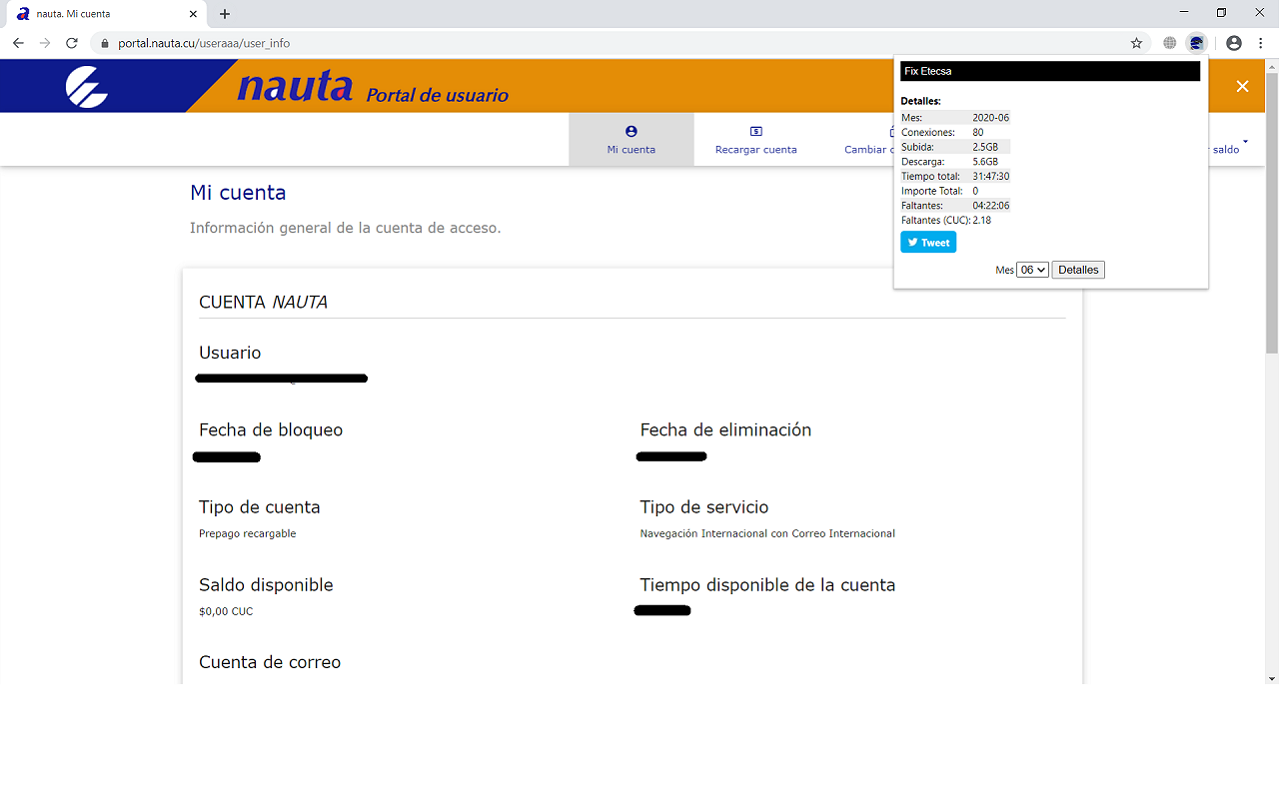 nauta. Mi cuenta
portal.nauta.cu/useraaa/user_info
nauta Portal de usuario
Mi cuenta
Recargar cuenta
Cambiar
saldo
Fix Etecsa
Detalles:
Mes: 2020-06
Conexiones: 80
Subida: 2.5GB
Descarga: 5.6GB
Tiempo total: 31:47:30
Importe Total: 0
Faltantes: 04:22:06
Faltantes (CUC): 2.18
Tweet
Mes 06 Detalles
Mi cuenta
Información general de la cuenta de acceso.
CUENTA NAUTA
Usuario
Fecha de bloqueo Fecha de eliminación
Tipo de cuenta Tipo de servicio
Prepago recargable Navegación Internacional con Correo Internacional
Saldo disponible Tiempo disponible de la cuenta
$0,00 CUC
Cuenta de correo